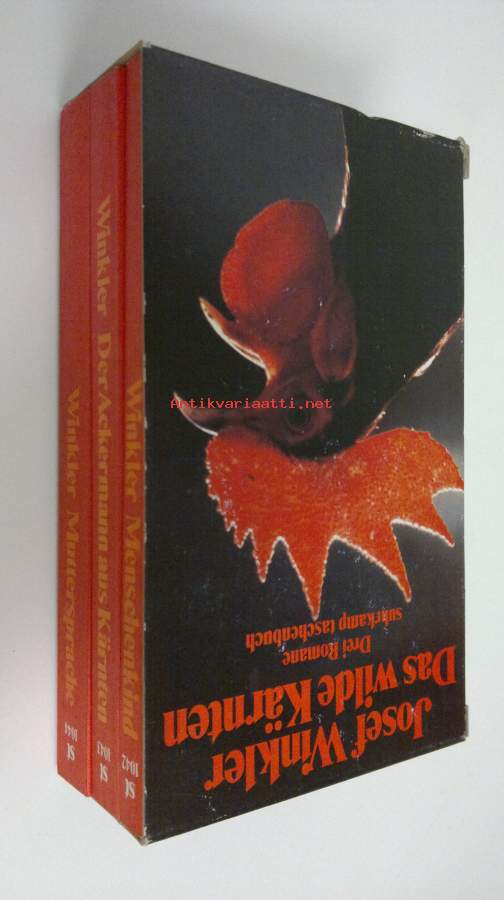 Josef Winkler
Das wilde Kärnten
Drei Romane
suhrkamp taschenbuch
Winkler Menschenkind
st
1042
Winkler Der Ackermann aus Kärnten
st
1043
Winkler Muttersprache
st
1044
Antikvariaatti.net